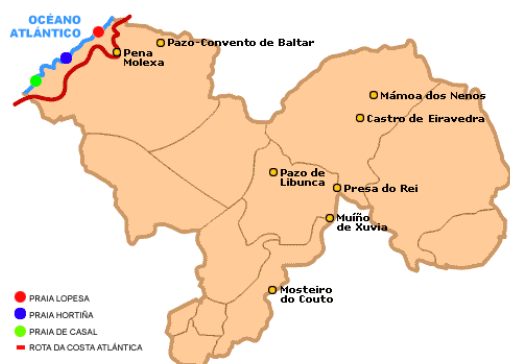 OCÉANO
ATLÁNTICO
Pazo-Convento de Baltar
Pena
Molexa
Mámoa dos Nenos
Castro de Eiravedra
Pazo de
Libunca
Presa do Rei
Muíño
de Xuvia
Mosteiro
do Couto
PRAIA LOPESA
PRAIA HORTIÑA
PRAIA DE CASAL
ROTA DA COSTA ATLÁNTICA